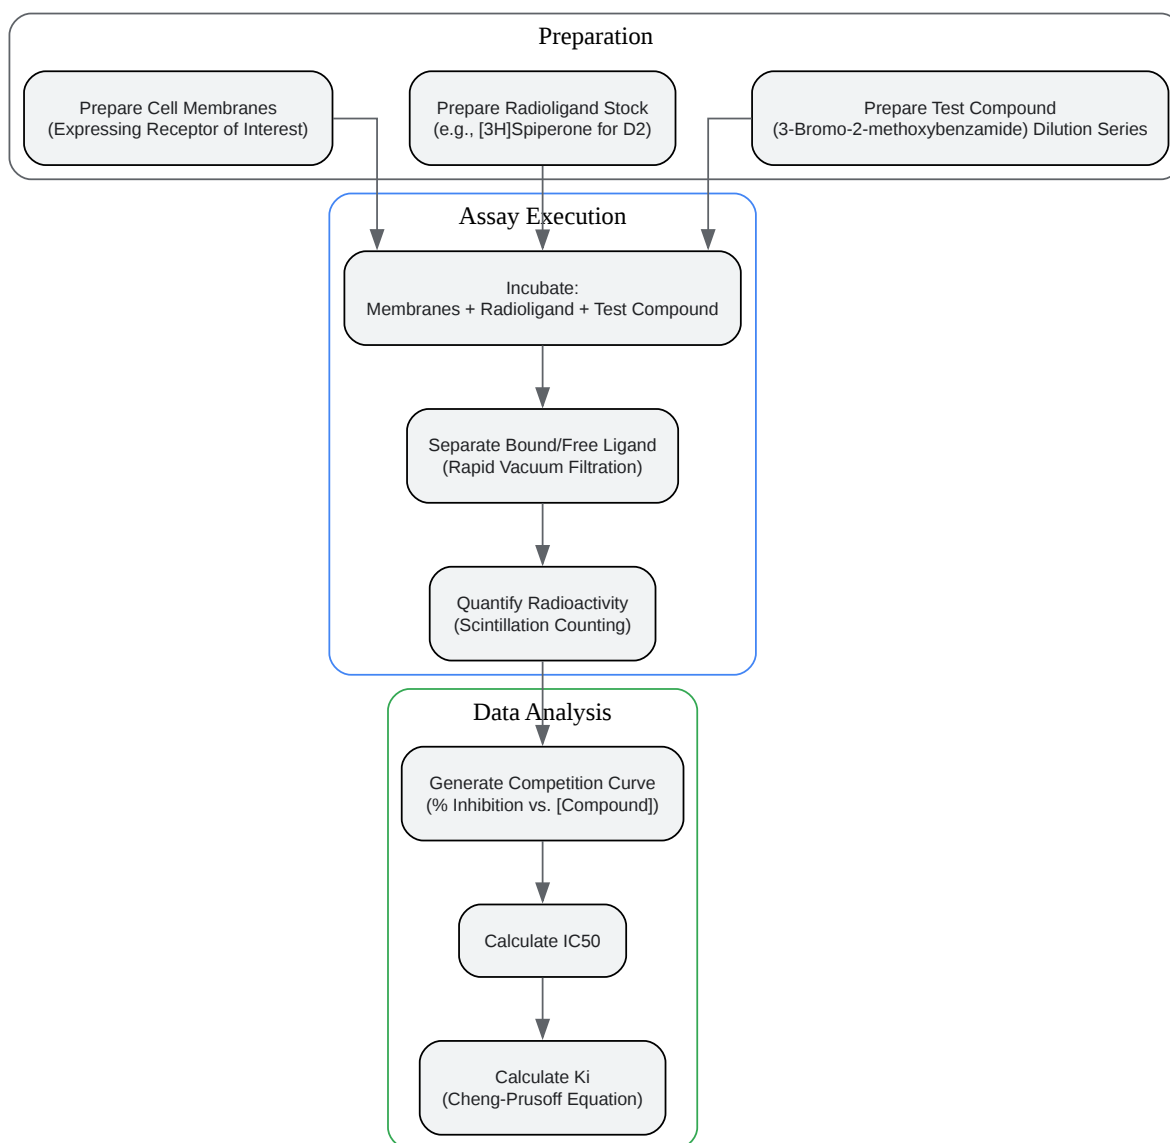 Preparation
Prepare Cell Membranes
(Expressing Receptor of Interest)
Prepare Radioligand Stock
(e.g., [3H]Spiperone for D2)
Prepare Test Compound
(3-Bromo-2-methoxybenzamide) Dilution Series
Assay Execution
Incubate:
Membranes + Radioligand + Test Compound
Separate Bound/Free Ligand
(Rapid Vacuum Filtration)
Quantify Radioactivity
(Scintillation Counting)
Data Analysis
Generate Competition Curve
(% Inhibition vs. [Compound])
Calculate IC50
Calculate Ki
(Cheng-Prusoff Equation)